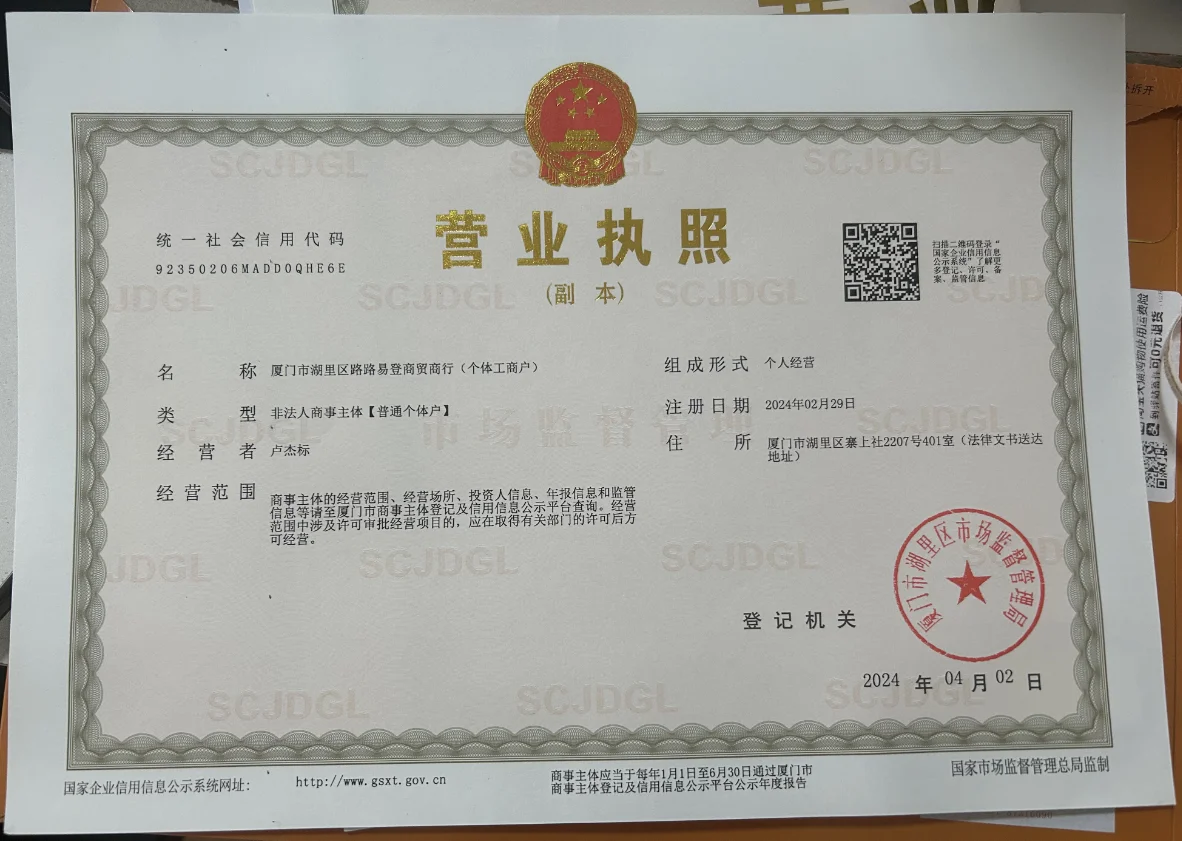 营业执照
(副 本)
统一社会信用代码
92350206MADD0QHE6E
扫描二维码登录“
国家企业信用信息
公示系统”了解更
多登记、许可、备
案、监管信息
名 称 厦门市湖里区路路易登商贸商行（个体工商户）
类 型 非法人商事主体【普通个体户】
经 营 者 卢杰标
经 营 范 围 商事主体的经营范围、经营场所、投资人信息、年报信息和监管
信息等请至厦门市商事主体登记及信用信息公示平台查询。经营
范围中涉及许可审批经营项目的，应在取得有关部门的许可后方
可经营。
组 成 形 式 个人经营
注 册 日 期 2024年02月29日
住 所 厦门市湖里区寨上社2207号401室（法律文书送达
地址）
登 记 机 关
厦门市湖里区市场监督管理局
2024 年 04 月 02 日
国家企业信用信息公示系统网址：
http://www.gsxt.gov.cn
商事主体应当于每年1月1日至6月30日通过厦门市
商事主体登记及信用信息公示平台公示年度报告
国家市场监督管理总局监制
SCJDGL
市场监督管理